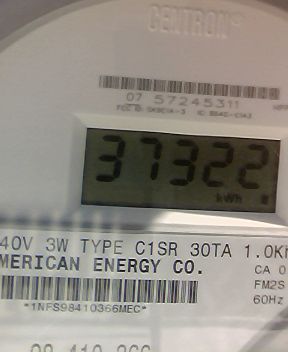 CENTRON®
07 57245311
37322
kWh
40V 3W TYPE C1SR 30TA 1.0Kh
MERICAN ENERGY CO.
CA 0
FM2S
60Hz
*1NFS98410366MEC*